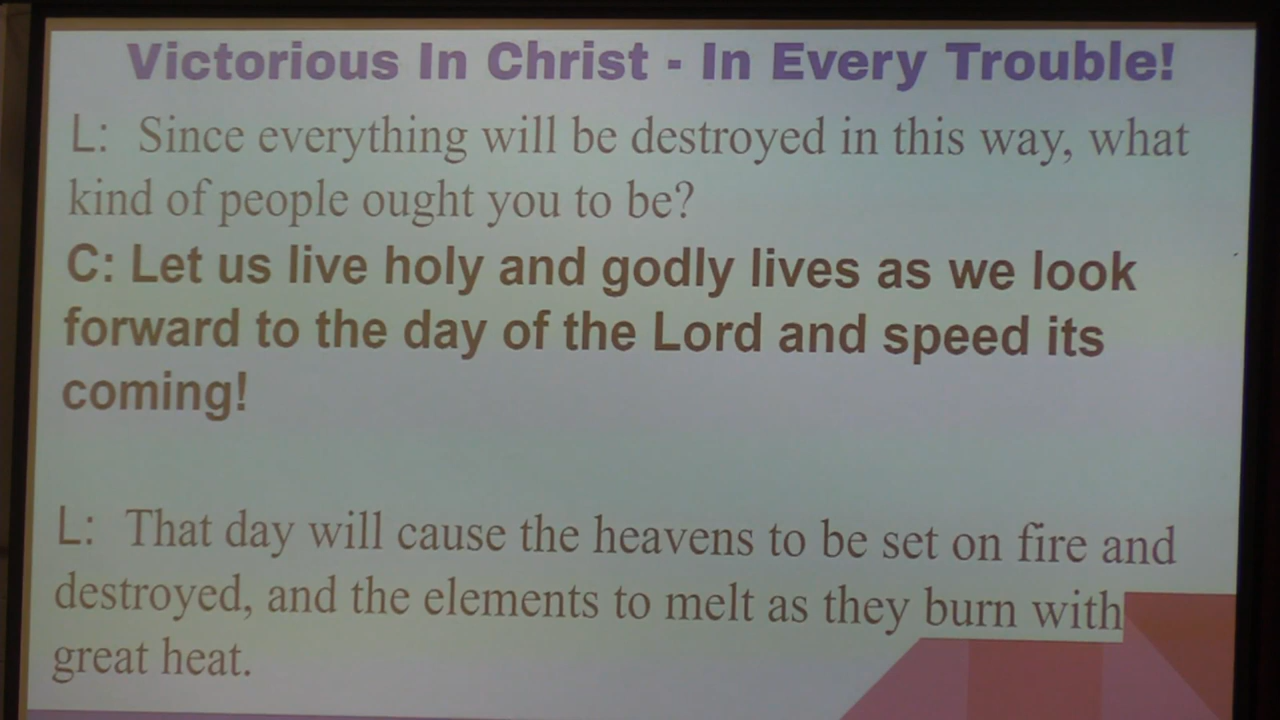 Victorious In Christ - In Every Trouble!
L: Since everything will be destroyed in this way, what
kind of people ought you to be?
C: Let us live holy and godly lives as we look
forward to the day of the Lord and speed its
coming!
L: That day will cause the heavens to be set on fire and
destroyed, and the elements to melt as they burn with
great heat.